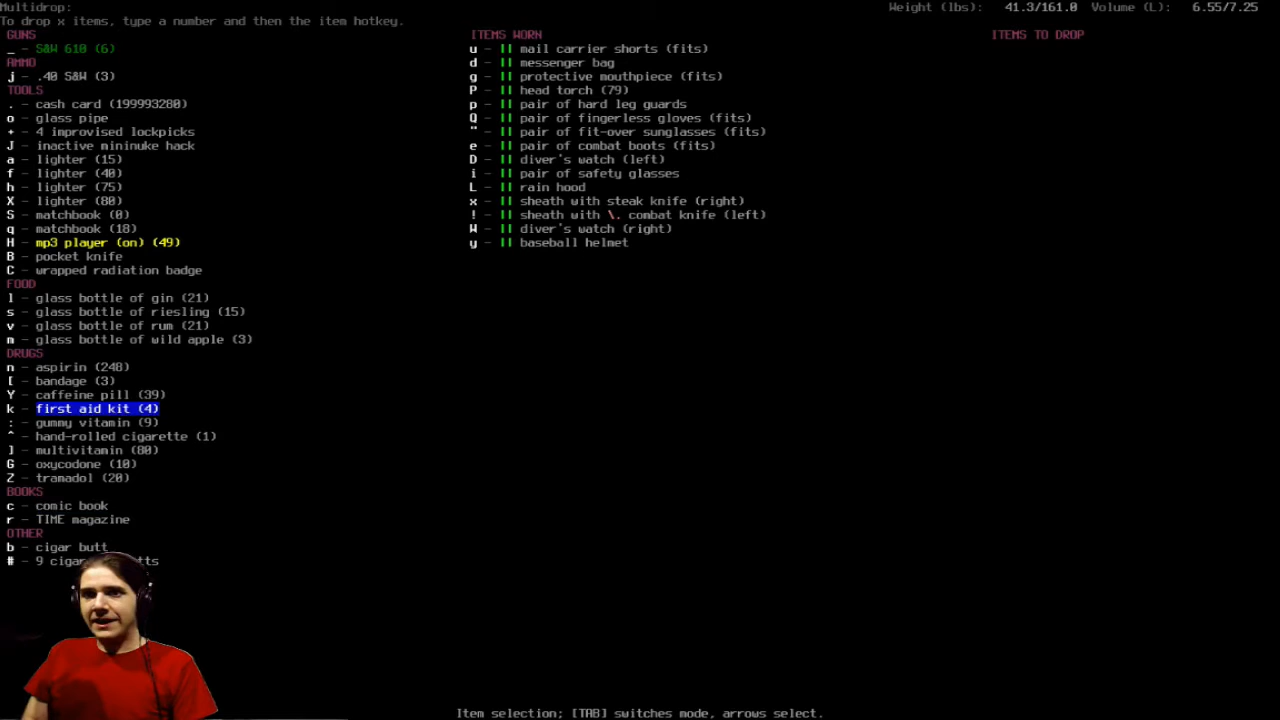 Multidrop:
Weight (lbs): 41.3/161.0 Volume (L): 6.55/7.25
To drop x items, type a number and then the item hotkey.
GUNS
_ - S&W 610 (6)
AMMO
j - .40 S&W (3)
TOOLS
. - cash card (199993280)
o - glass pipe
+ - 4 improvised lockpicks
J - inactive mininuke hack
a - lighter (15)
f - lighter (40)
h - lighter (75)
X - lighter (80)
S - matchbook (0)
q - matchbook (18)
H - mp3 player (on) (49)
B - pocket knife
C - wrapped radiation badge
FOOD
l - glass bottle of gin (21)
s - glass bottle of riesling (15)
v - glass bottle of rum (21)
m - glass bottle of wild apple (3)
DRUGS
n - aspirin (248)
[ - bandage (3)
Y - caffeine pill (39)
k - first aid kit (4)
: - gummy vitamin (9)
^ - hand-rolled cigarette (1)
] - multivitamin (80)
G - oxycodone (10)
Z - tramadol (20)
BOOKS
c - comic book
r - TIME magazine
OTHER
b - cigar butt
# - 9
ITEMS WORN
u - || mail carrier shorts (fits)
d - || messenger bag
g - || protective mouthpiece (fits)
P - || head torch (79)
p - || pair of hard leg guards
Q - || pair of fingerless gloves (fits)
" - || pair of fit-over sunglasses (fits)
e - || pair of combat boots (fits)
D - || diver's watch (left)
i - || pair of safety glasses
L - || rain hood
x - || sheath with steak knife (right)
! - || sheath with \. combat knife (left)
W - || diver's watch (right)
y - || baseball helmet
ITEMS TO DROP
Item selection; [TAB] switches mode, arrows select.